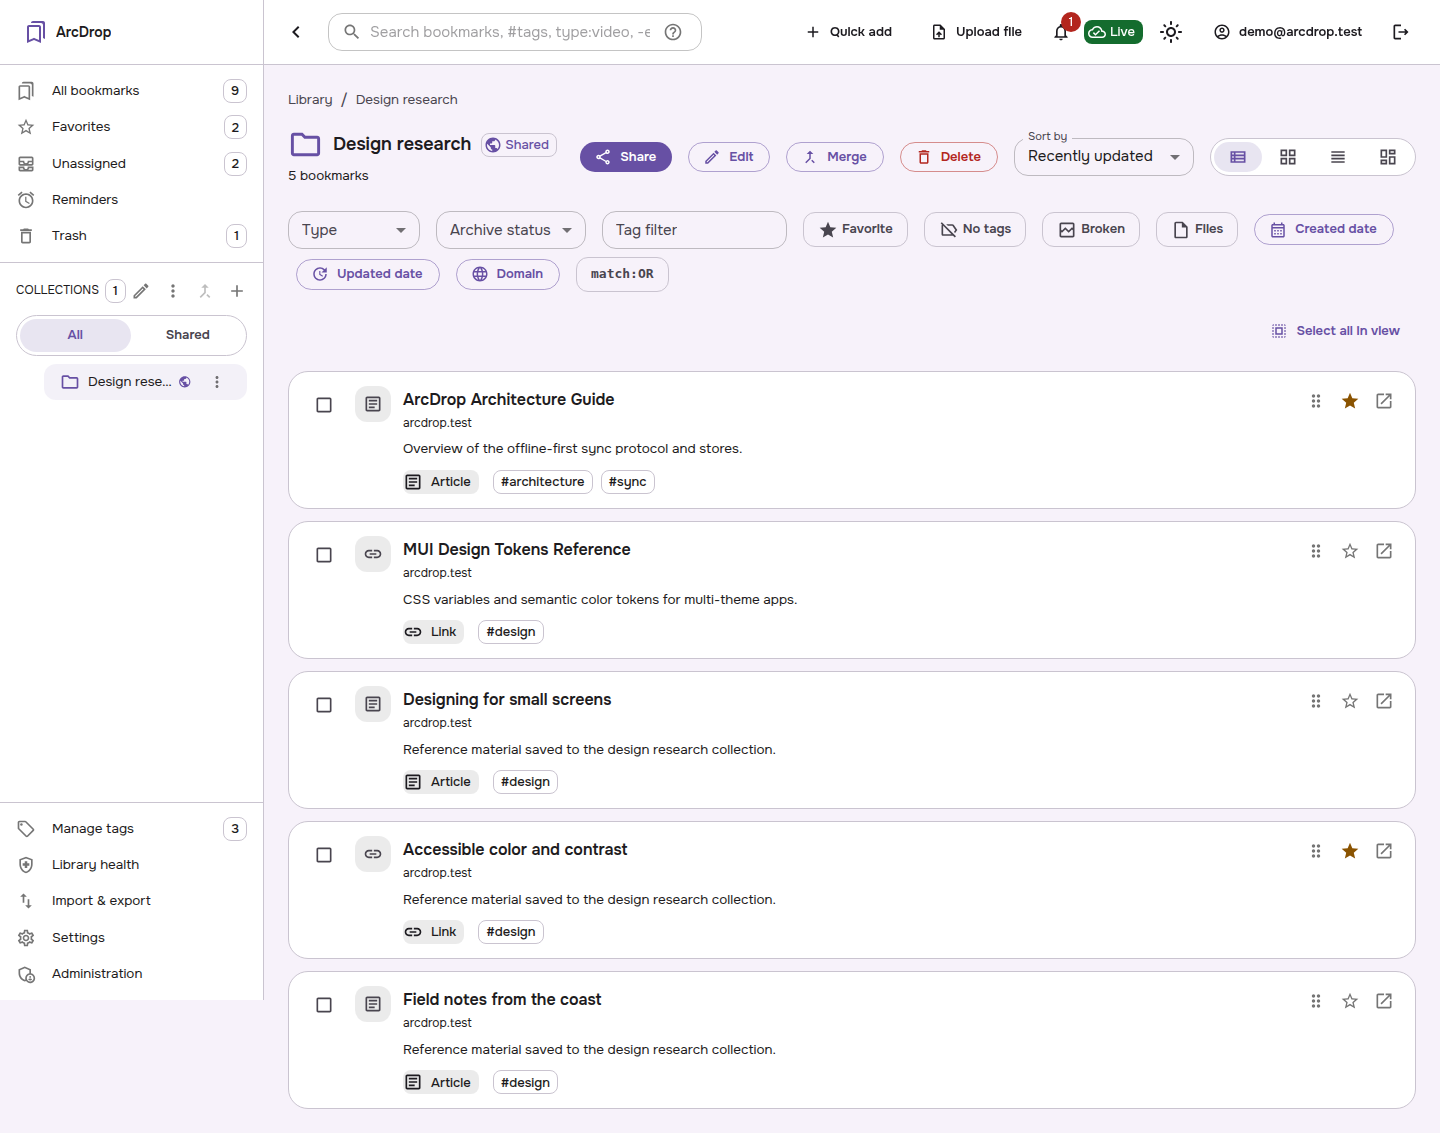 ArcDrop
Search bookmarks, #tags, type:video, -e
Quick add
Upload file
1
Live
demo@arcdrop.test
All bookmarks 9
Favorites 2
Unassigned 2
Reminders
Trash 1
COLLECTIONS 1
All Shared
Design rese...
Manage tags 3
Library health
Import & export
Settings
Administration
Library / Design research
Design research Shared
5 bookmarks
Share Edit Merge Delete
Sort by
Recently updated
Type Archive status Tag filter Favorite No tags Broken Files Created date
Updated date Domain match:OR
Select all in view
ArcDrop Architecture Guide
arcdrop.test
Overview of the offline-first sync protocol and stores.
Article #architecture #sync
MUI Design Tokens Reference
arcdrop.test
CSS variables and semantic color tokens for multi-theme apps.
Link #design
Designing for small screens
arcdrop.test
Reference material saved to the design research collection.
Article #design
Accessible color and contrast
arcdrop.test
Reference material saved to the design research collection.
Link #design
Field notes from the coast
arcdrop.test
Reference material saved to the design research collection.
Article #design